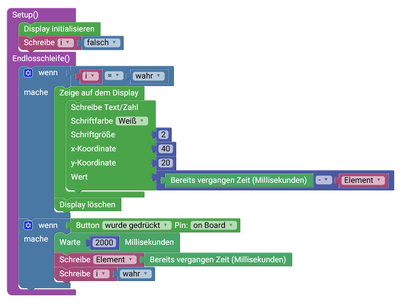 Setup()
Display initialisieren
Schreibe i falsch
Endlosschleife()
wenn i = wahr
mache Zeige auf dem Display
Schreibe Text/Zahl
Schriftfarbe Weiß
Schriftgröße 2
x-Koordinate 40
y-Koordinate 20
Wert Bereits vergangen Zeit (Millisekunden) - Element
Display löschen
wenn Button wurde gedrückt Pin: on Board
mache Warte 2000 Millisekunden
Schreibe Element Bereits vergangen Zeit (Millisekunden)
Schreibe i wahr